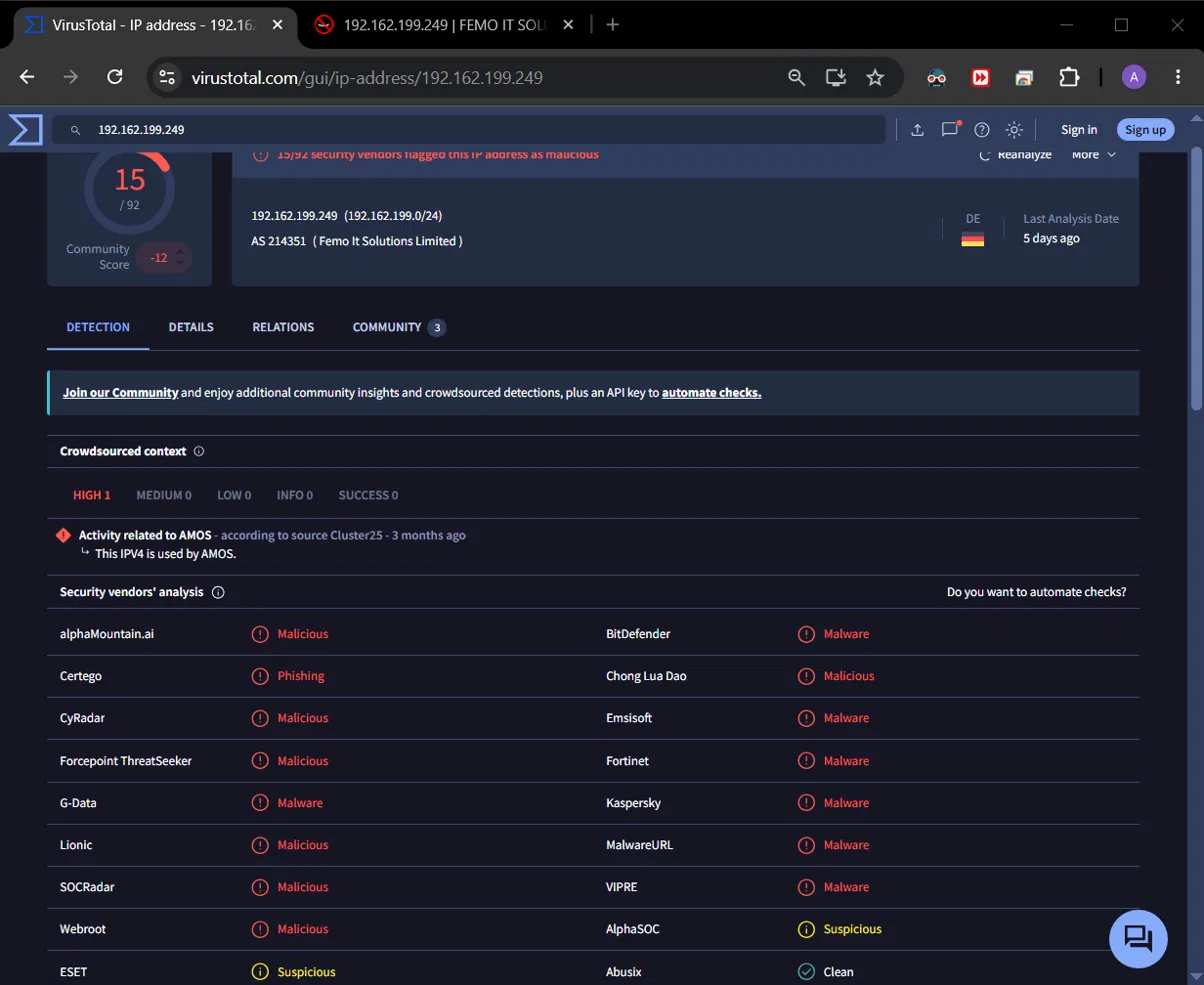 VirusTotal - IP address - 192.16
192.162.199.249 | FEMO IT SOL
virustotal.com/gui/ip-address/192.162.199.249
A
192.162.199.249
Sign in
Sign up
15/92 security vendors flagged this IP address as malicious
Reanalyze
More
15
/ 92
Community
Score
-12
192.162.199.249 (192.162.199.0/24)
AS 214351 ( Femo It Solutions Limited )
DE
Last Analysis Date
5 days ago
DETECTION
DETAILS
RELATIONS
COMMUNITY 3
Join our Community and enjoy additional community insights and crowdsourced detections, plus an API key to automate checks.
Crowdsourced context
HIGH 1
MEDIUM 0
LOW 0
INFO 0
SUCCESS 0
Activity related to AMOS - according to source Cluster25 - 3 months ago
This IPV4 is used by AMOS.
Security vendors' analysis
Do you want to automate checks?
alphaMountain.ai Malicious BitDefender Malware
Certego Phishing Chong Lua Dao Malicious
CyRadar Malicious Emsisoft Malware
Forcepoint ThreatSeeker Malicious Fortinet Malware
G-Data Malware Kaspersky Malware
Lionic Malicious MalwareURL Malware
SOCRadar Malicious VIPRE Malware
Webroot Malicious AlphaSOC Suspicious
ESET Suspicious Abusix Clean